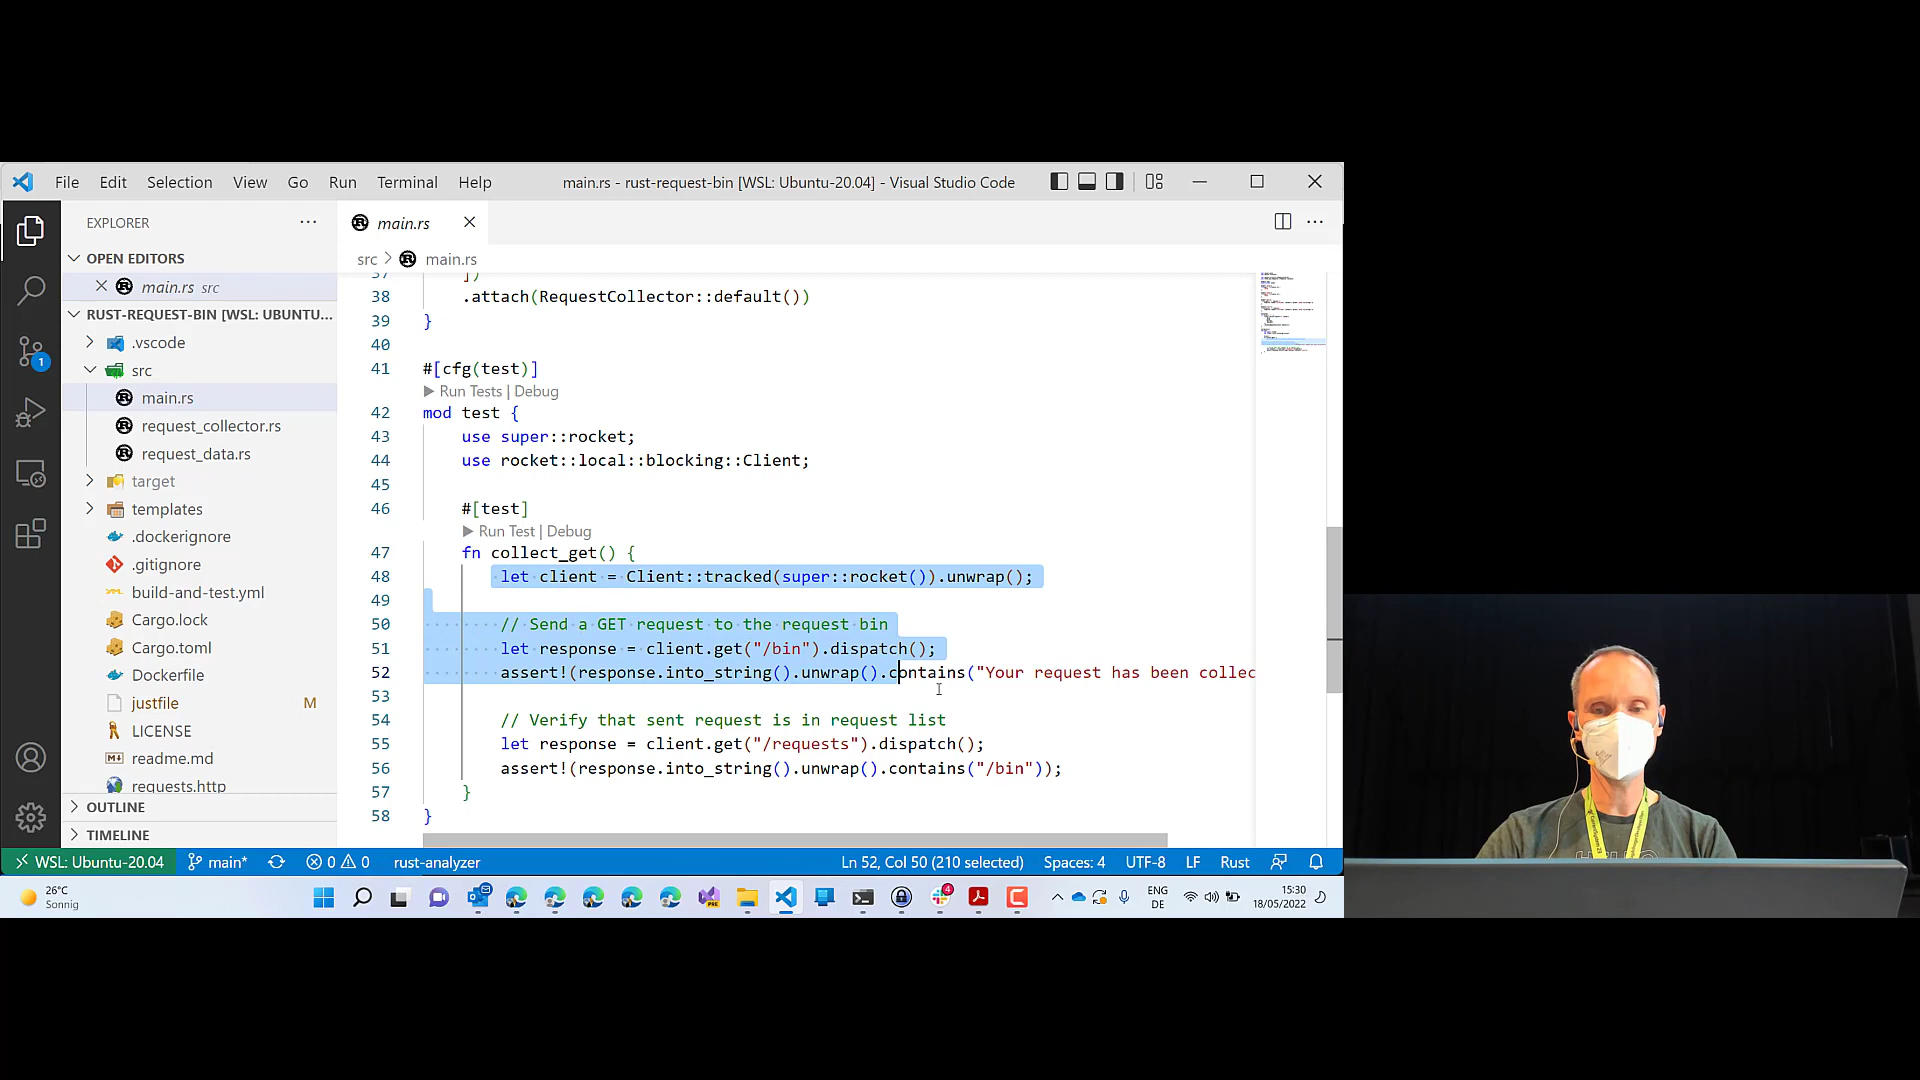 File Edit Selection View Go Run Terminal Help
main.rs - rust-request-bin [WSL: Ubuntu-20.04] - Visual Studio Code
EXPLORER
OPEN EDITORS
main.rs src
RUST-REQUEST-BIN [WSL: UBUNTU...
.vscode
src
main.rs
request_collector.rs
request_data.rs
target
templates
.dockerignore
.gitignore
build-and-test.yml
Cargo.lock
Cargo.toml
Dockerfile
justfile M
LICENSE
readme.md
requests.http
OUTLINE
TIMELINE
main.rs
src > main.rs
37 ])
38 .attach(RequestCollector::default())
39 }
40
41 #[cfg(test)]
Run Tests | Debug
42 mod test {
43 use super::rocket;
44 use rocket::local::blocking::Client;
45
46 #[test]
Run Test | Debug
47 fn collect_get() {
48 let client = Client::tracked(super::rocket()).unwrap();
49
50 // Send a GET request to the request bin
51 let response = client.get("/bin").dispatch();
52 assert!(response.into_string().unwrap().contains("Your request has been collec
53
54 // Verify that sent request is in request list
55 let response = client.get("/requests").dispatch();
56 assert!(response.into_string().unwrap().contains("/bin"));
57 }
58 }
1
WSL: Ubuntu-20.04 main* 0 0 rust-analyzer Ln 52, Col 50 (210 selected) Spaces: 4 UTF-8 LF Rust
26°C
Sonnig
PRE
4
ENG
DE
15:30
18/05/2022